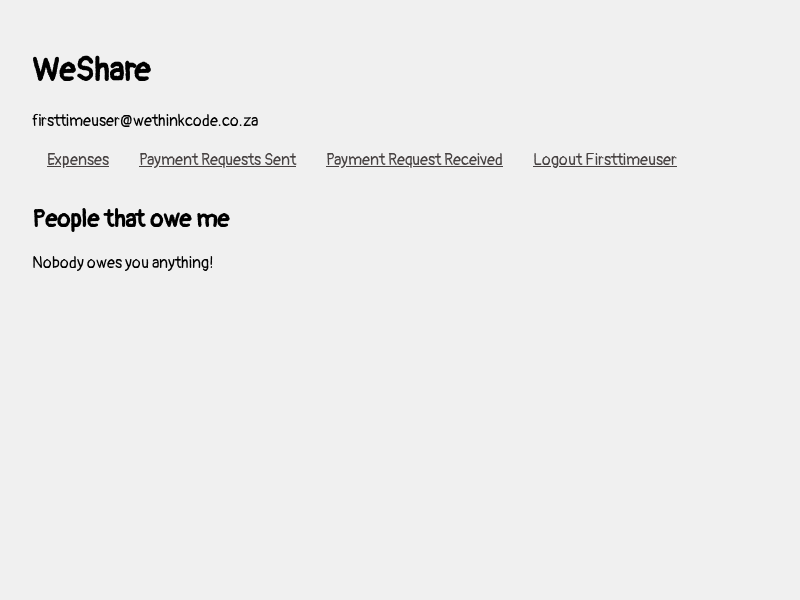 WeShare
firsttimeuser@wethinkcode.co.za
Expenses Payment Requests Sent Payment Request Received Logout Firsttimeuser
People that owe me
Nobody owes you anything!